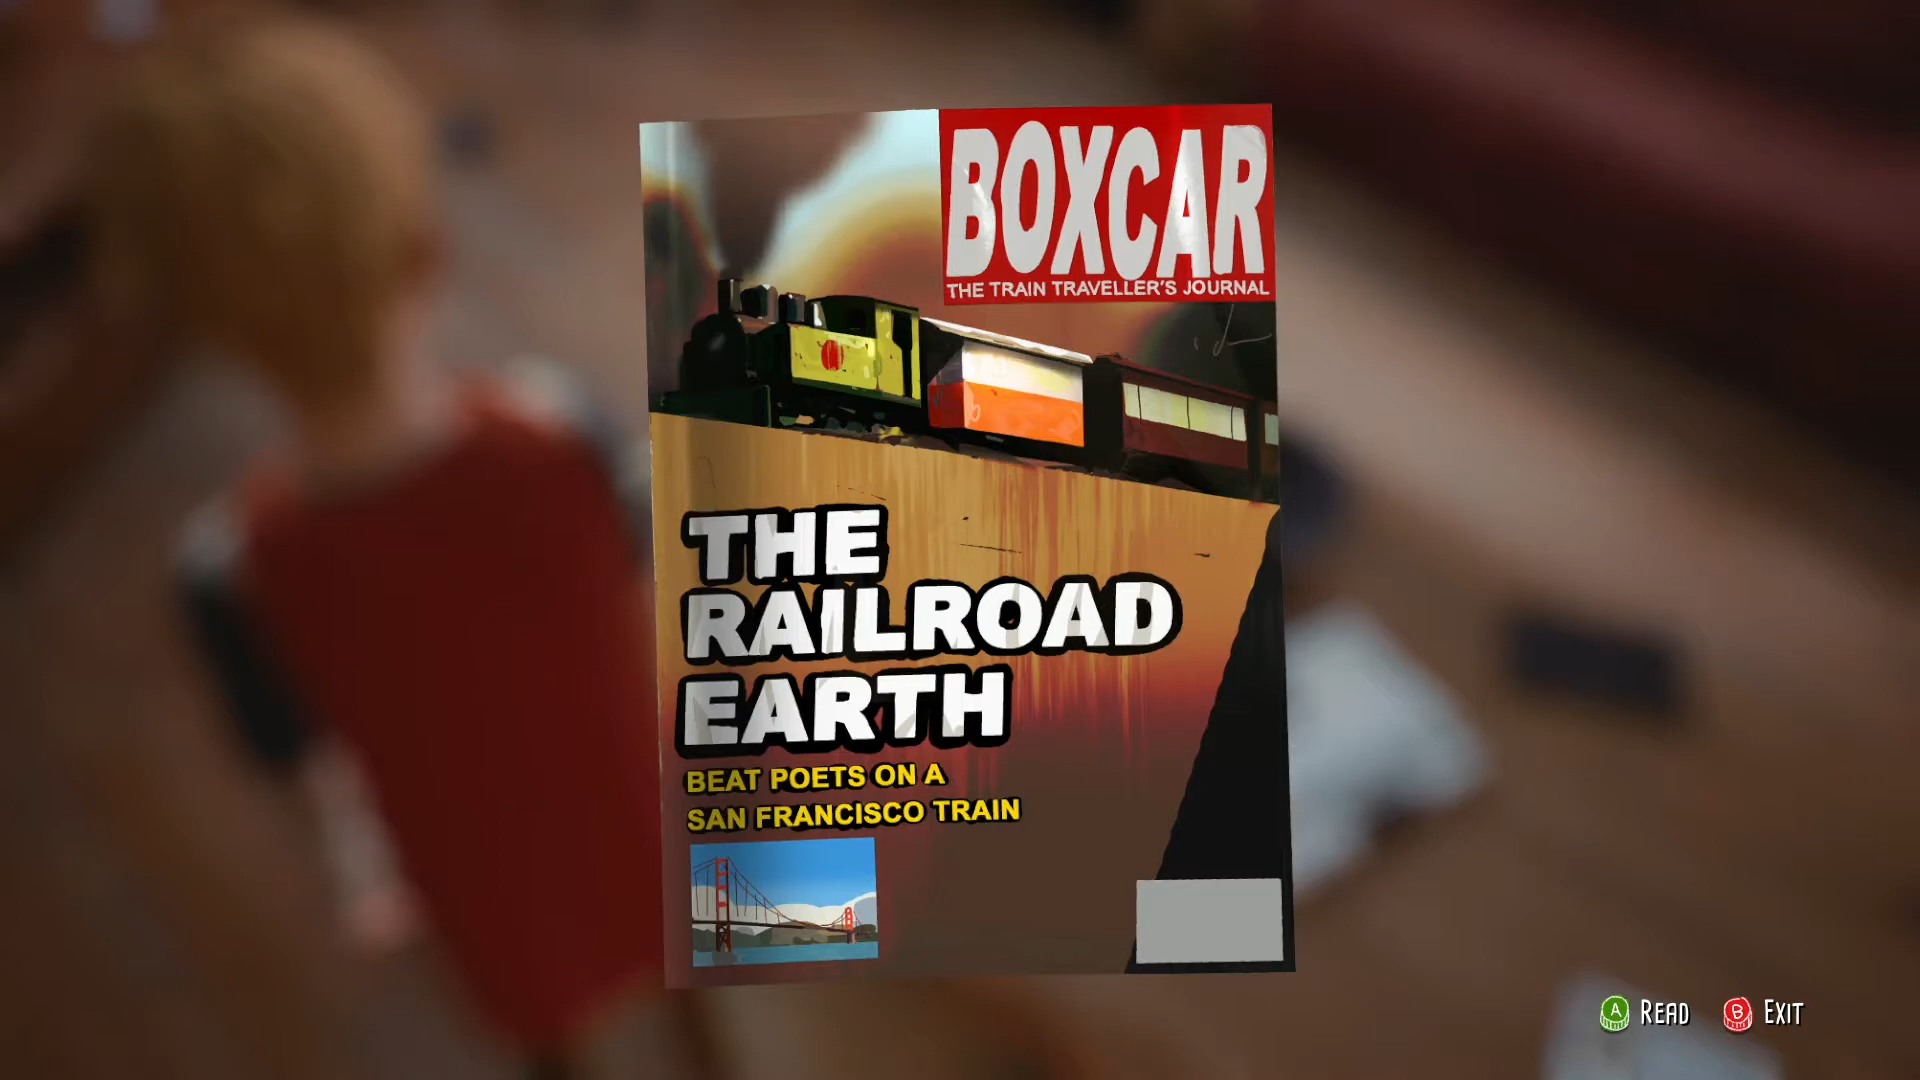 BOXCAR
THE TRAIN TRAVELLER'S JOURNAL
THE
RAILROAD
EARTH
BEAT POETS ON A
SAN FRANCISCO TRAIN
A READ B EXIT